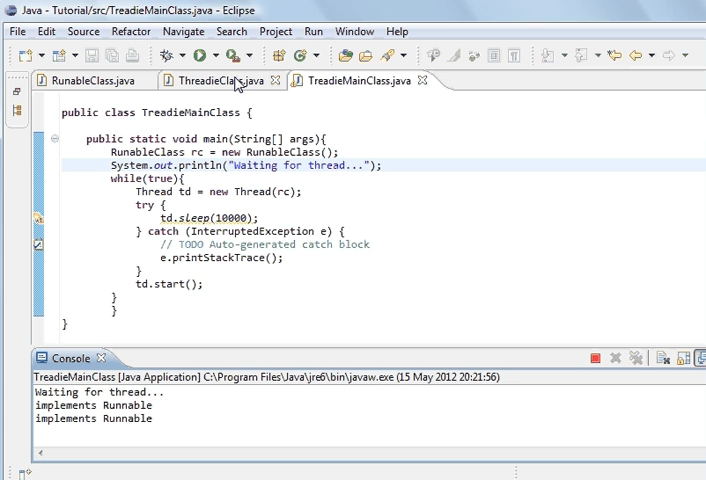 Java - Tutorial/src/TreadieMainClass.java - Eclipse
File Edit Source Refactor Navigate Search Project Run Window Help
RunableClass.java ThreadieClass.java TreadieMainClass.java
public class TreadieMainClass {
public static void main(String[] args){
RunableClass rc = new RunableClass();
System.out.println("Waiting for thread...");
while(true){
Thread td = new Thread(rc);
try {
td.sleep(10000);
} catch (InterruptedException e) {
// TODO Auto-generated catch block
e.printStackTrace();
}
td.start();
}
}
}
Console
TreadieMainClass [Java Application] C:\Program Files\Java\jre6\bin\javaw.exe (15 May 2012 20:21:56)
Waiting for thread...
implements Runnable
implements Runnable